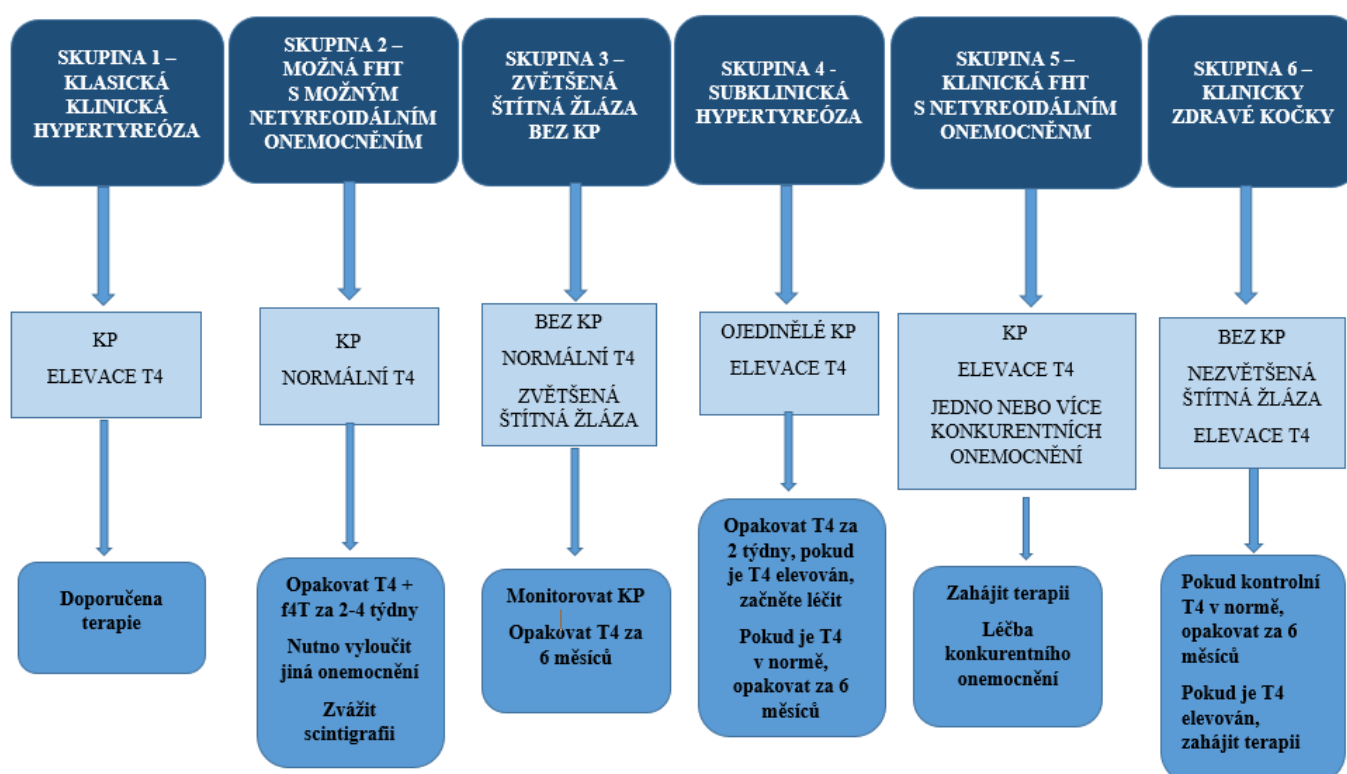 SKUPINA 1 –
KLASICKÁ
KLINICKÁ
HYPERTYREÓZA
SKUPINA 2 –
MOŽNÁ FHT
S MOŽNÝM
NETYREOIDÁLNÍM
ONEMOCNĚNÍM
SKUPINA 3 –
ZVĚTŠENÁ
ŠTÍTNÁ ŽLÁZA
BEZ KP
SKUPINA 4 -
SUBKLINICKÁ
HYPERTYREÓZA
SKUPINA 5 –
KLINICKÁ FHT
S NETYREOIDÁLNÍM
ONEMOCNĚNM
SKUPINA 6 –
KLINICKY
ZDRAVÉ KOČKY
KP
ELEVACE T4
KP
NORMÁLNÍ T4
BEZ KP
NORMÁLNÍ T4
ZVĚTŠENÁ
ŠTÍTNÁ ŽLÁZA
OJEDINĚLÉ KP
ELEVACE T4
KP
ELEVACE T4
JEDNO NEBO VÍCE
KONKURENTNÍCH
ONEMOCNĚNÍ
BEZ KP
NEZVĚTŠENÁ
ŠTÍTNÁ ŽLÁZA
ELEVACE T4
Doporučena
terapie
Opakovat T4 +
f4T za 2-4 týdny
Nutno vyloučit
jiná onemocnění
Zvážit
scintigrafii
Monitorovat KP
Opakovat T4 za
6 měsíců
Opakovat T4 za
2 týdny, pokud
je T4 elevován,
začněte léčit
Pokud je T4
v normě,
opakovat za 6
měsíců
Zahájit terapii
Léčba
konkurentního
onemocnění
Pokud kontrolní
T4 v normě,
opakovat za 6
měsíců
Pokud je T4
elevován,
zahájit terapii